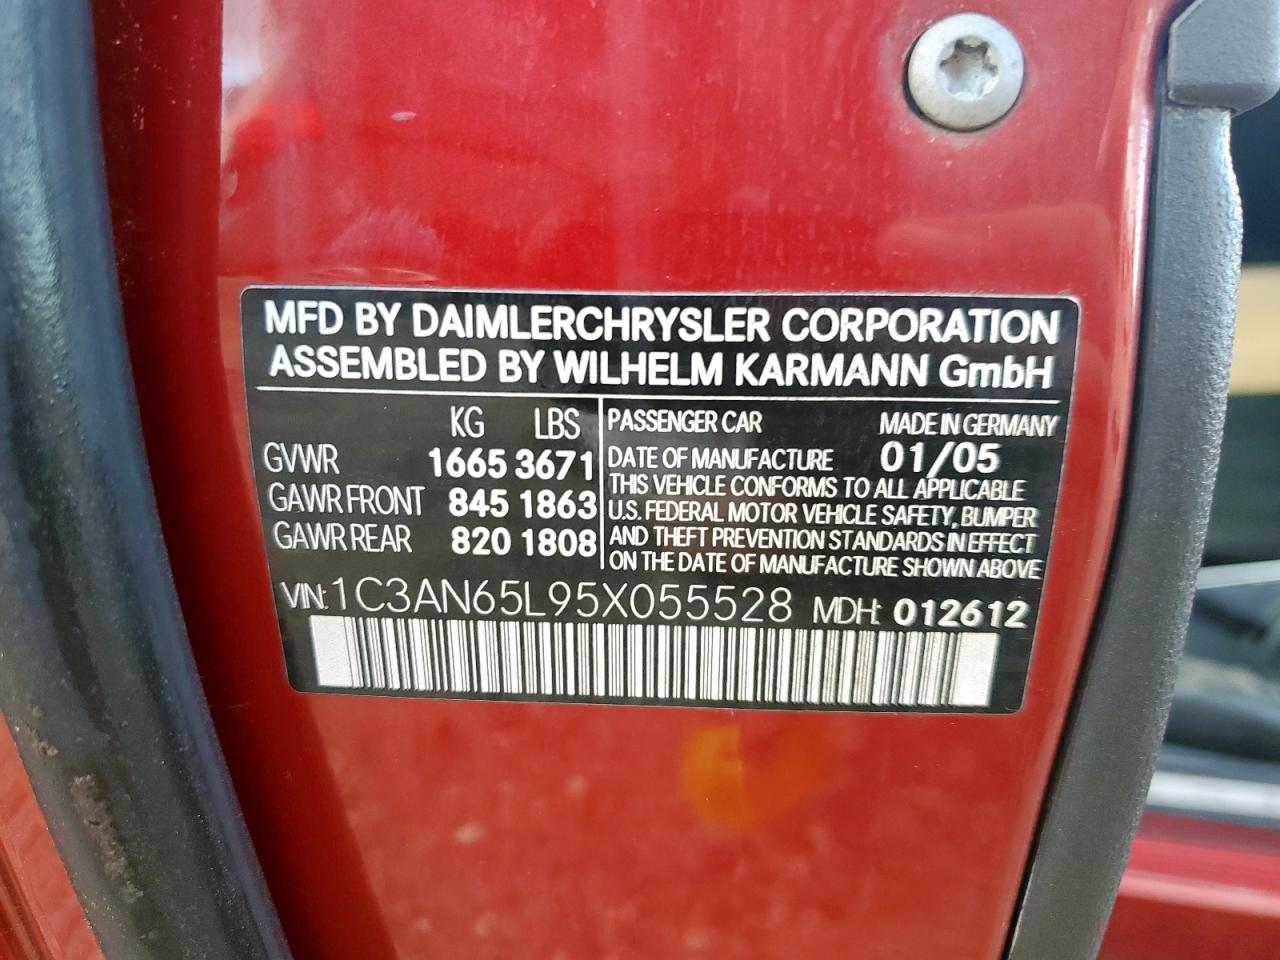 MFD BY DAIMLERCHRYSLER CORPORATION
ASSEMBLED BY WILHELM KARMANN GmbH
KG LBS
GVWR 1665 3671
GAWR FRONT 845 1863
GAWR REAR 820 1808
PASSENGER CAR MADE IN GERMANY
DATE OF MANUFACTURE 01/05
THIS VEHICLE CONFORMS TO ALL APPLICABLE
U.S. FEDERAL MOTOR VEHICLE SAFETY, BUMPER
AND THEFT PREVENTION STANDARDS IN EFFECT
ON THE DATE OF MANUFACTURE SHOWN ABOVE
VIN: 1C3AN65L95X055528 MDH: 012612